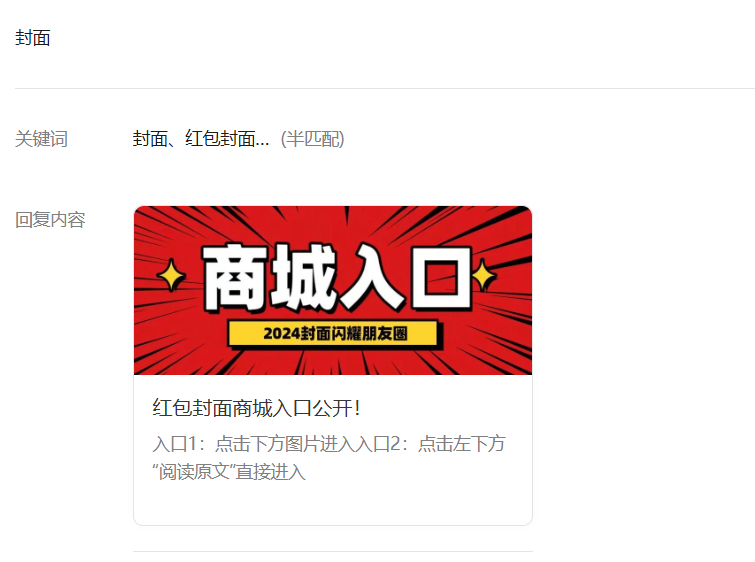 封面
关键词 封面、红包封面... (半匹配)
回复内容
商城入口
2024封面闪耀朋友圈
红包封面商城入口公开！
入口1：点击下方图片进入入口2：点击左下方
“阅读原文”直接进入